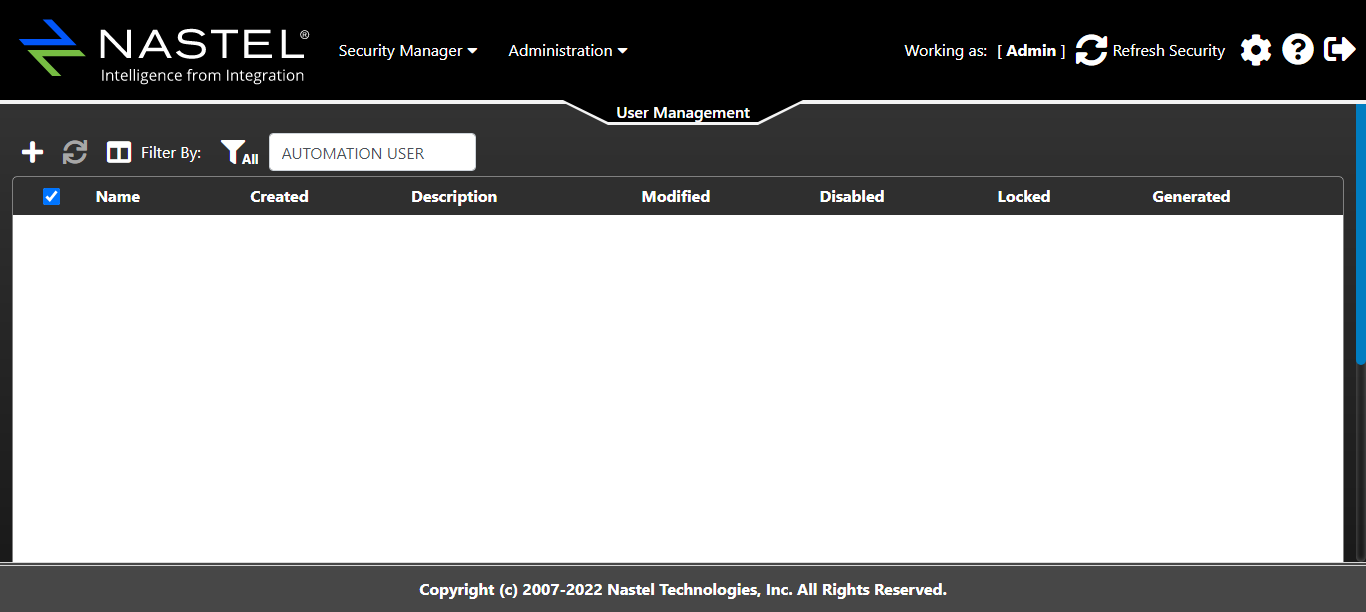 NASTEL®
Intelligence from Integration
Security Manager
Administration
Working as: [ Admin ]
Refresh Security
User Management
Filter By:
All
AUTOMATION USER
Name Created Description Modified Disabled Locked Generated
Copyright (c) 2007-2022 Nastel Technologies, Inc. All Rights Reserved.